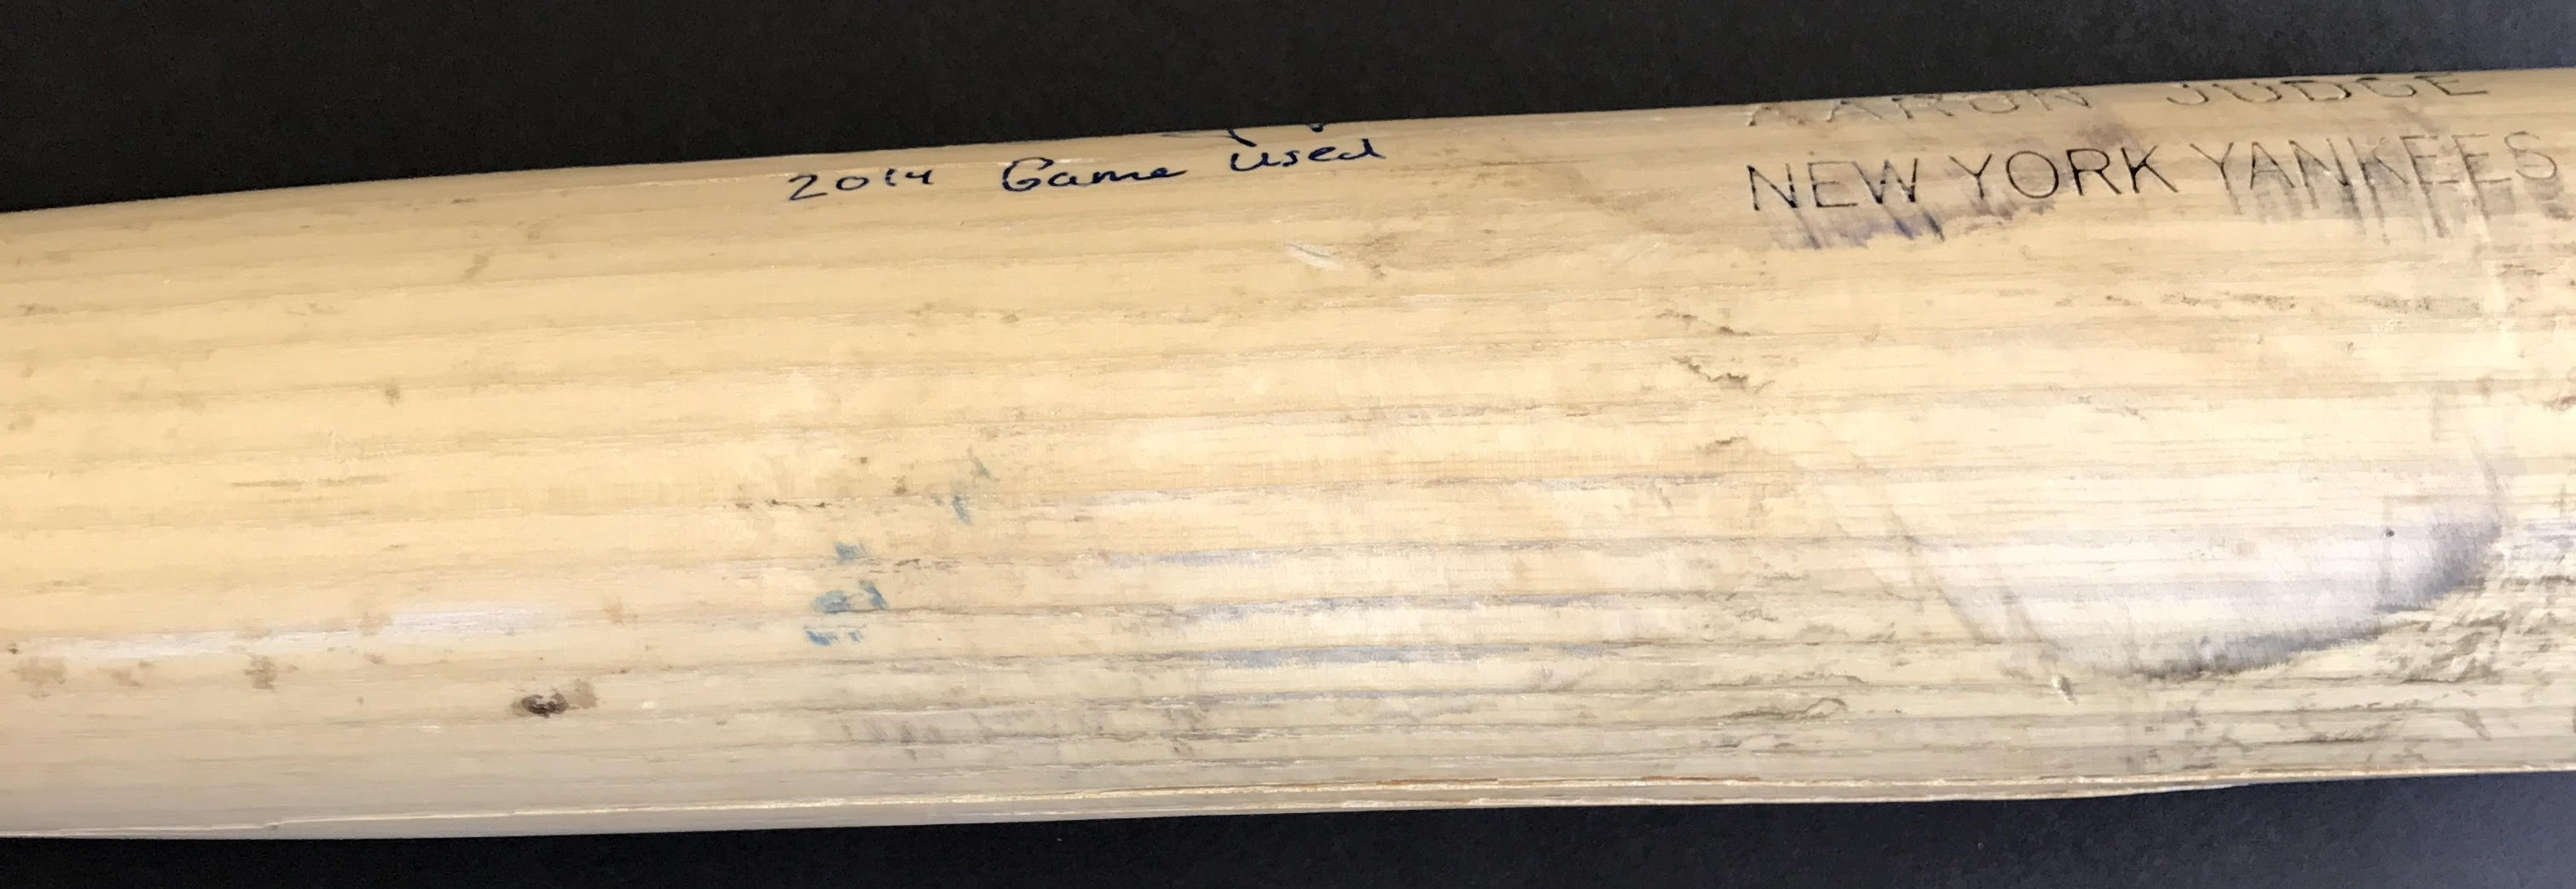 2014 Game Used
AARON JUDGE
NEW YORK YANKEES